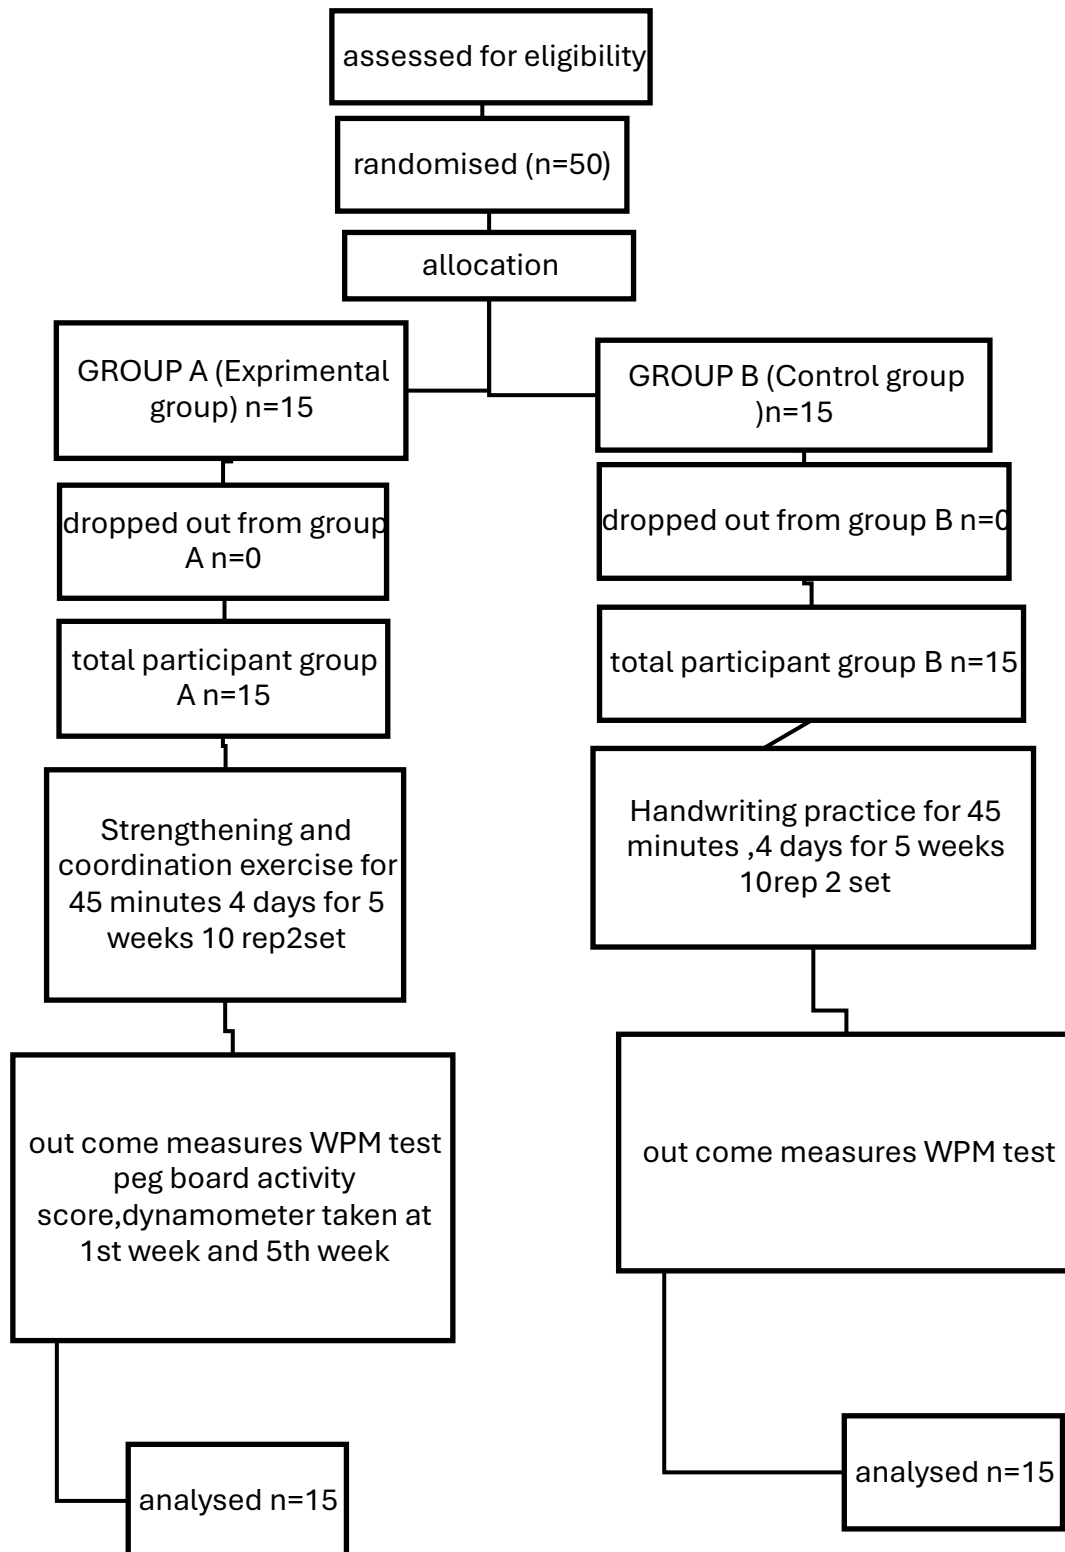 assessed for eligibility
randomised (n=50)
allocation
GROUP A (Exprimental
group) n=15
dropped out from group
A n=0
total participant group
A n=15
Strengthening and
coordination exercise for
45 minutes 4 days for 5
weeks 10 rep2set
out come measures WPM test
peg board activity
score,dynamometer taken at
1st week and 5th week
analysed n=15
GROUP B (Control group
)n=15
dropped out from group B n=0
total participant group B n=15
Handwriting practice for 45
minutes ,4 days for 5 weeks
10rep 2 set
out come measures WPM test
analysed n=15